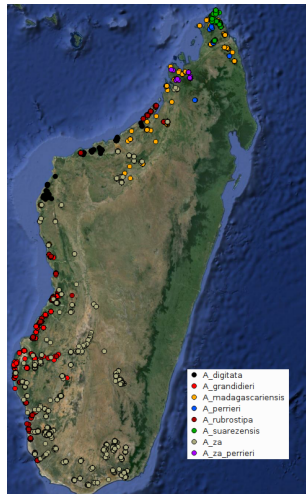 A_digitata
A_grandidieri
A_madagascariensis
A_perrieri
A_rubrostipa
A_suarezensis
A_za
A_za_perrieri